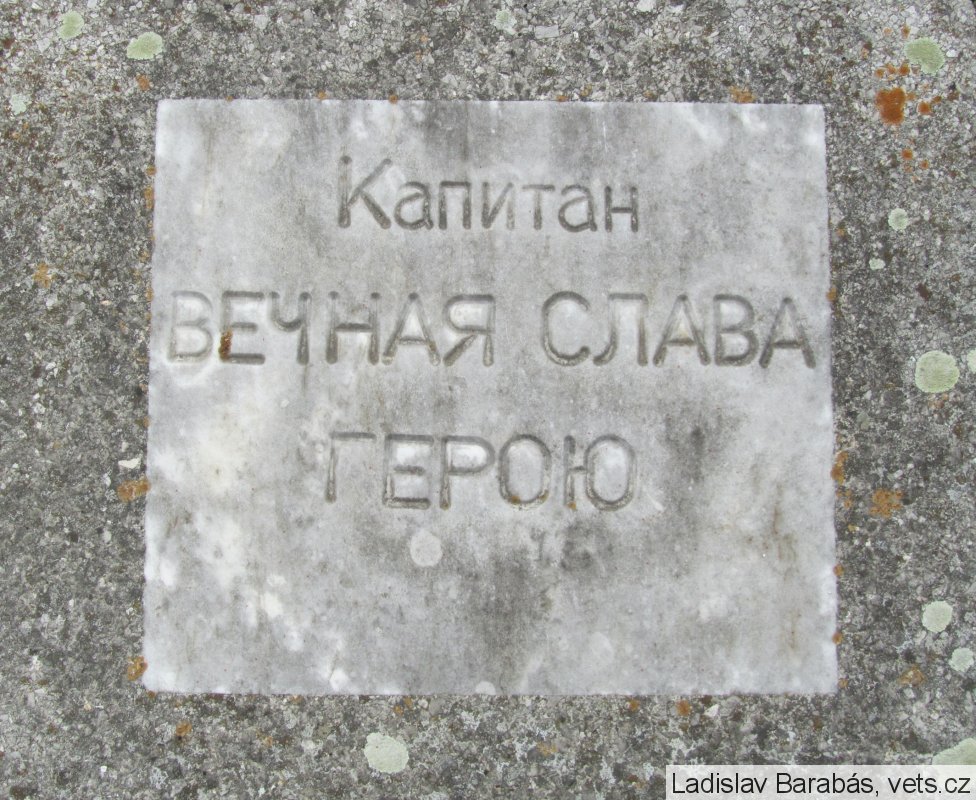 Капитан
ВЕЧНАЯ СЛАВА
ГЕРОЮ
Ladislav Barabás, vets.cz